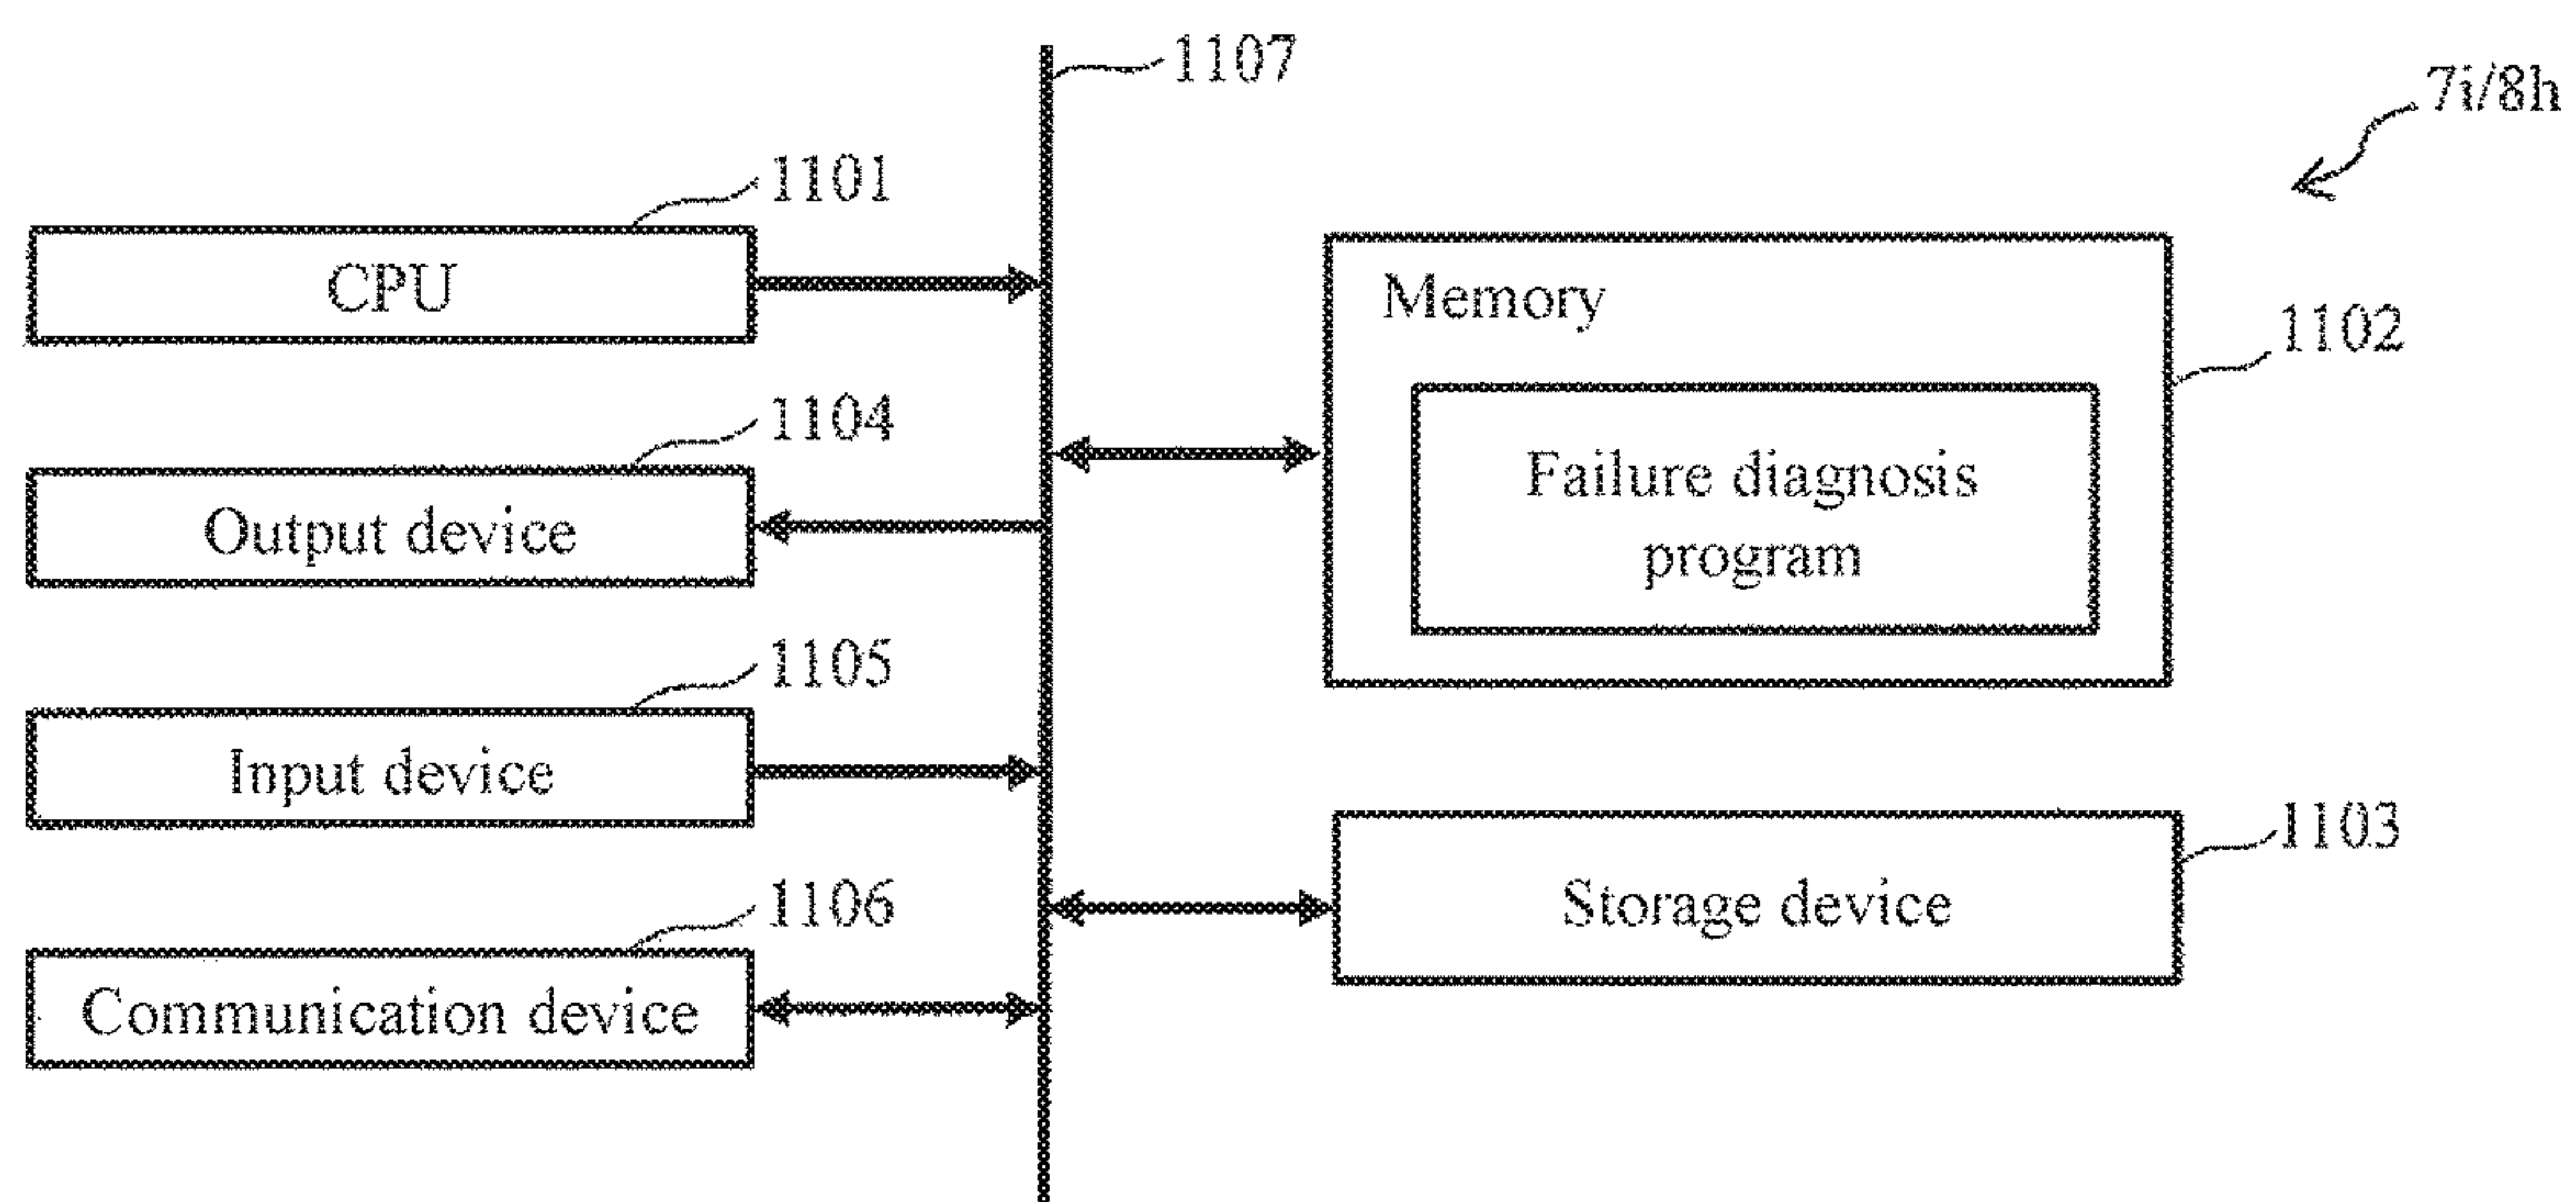 1107
7i/8h
1101
CPU
Memory
1102
1104
Output device
Failure diagnosis
program
1105
Input device
1103
Storage device
1106
Communication device